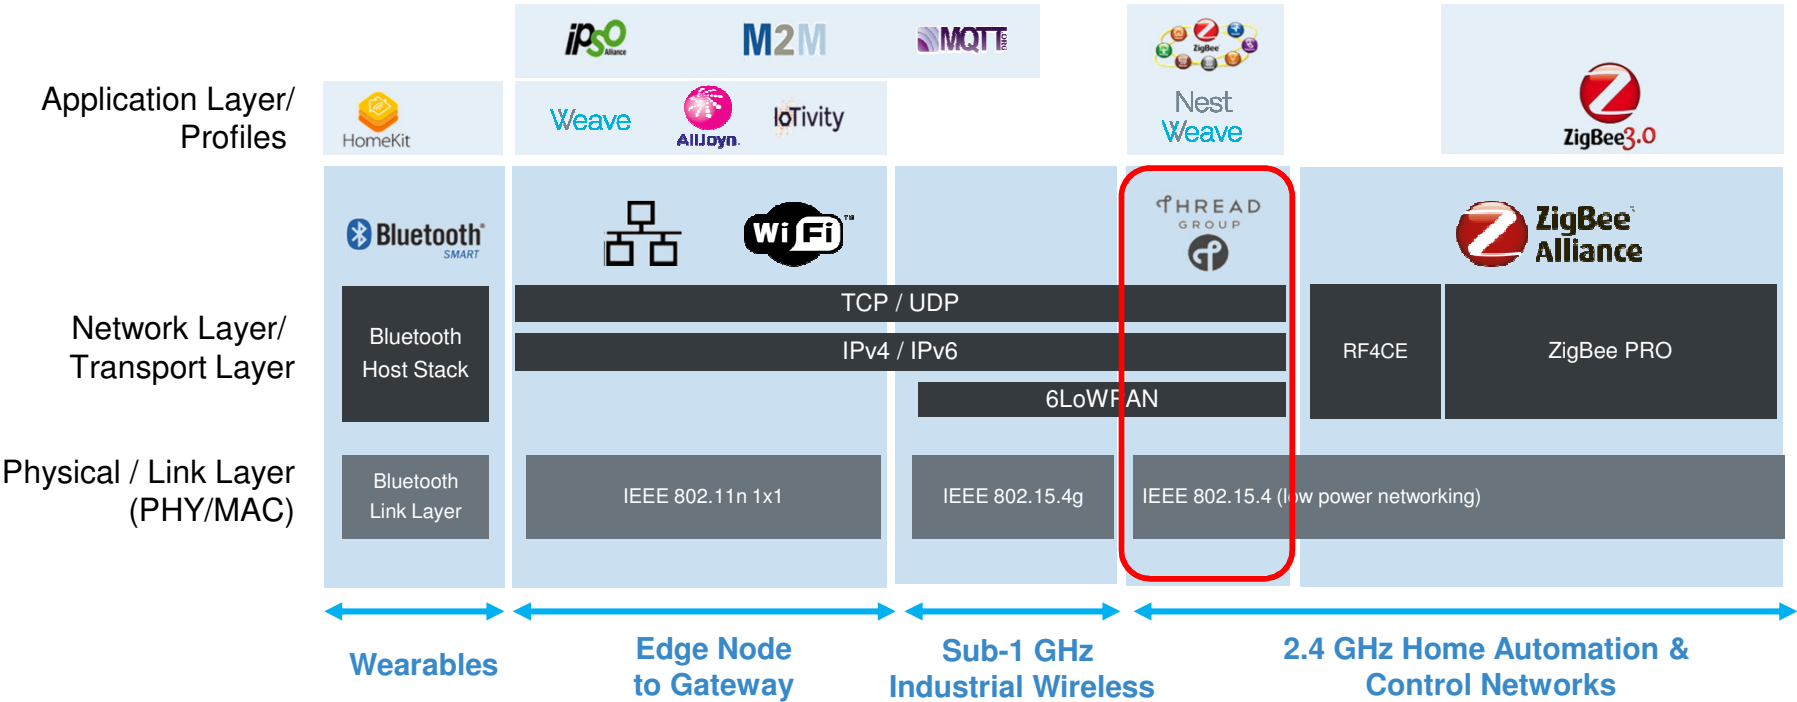 Application Layer/
Profiles
iPSO
Alliance
M2M
MQTT
.ORG
ZigBee
HomeKit
Weave
AllJoyn.
IoTivity
Nest
Weave
ZigBee3.0
Network Layer/
Transport Layer
Bluetooth®
SMART
Wi Fi™
THREAD
GROUP
ZigBee
Alliance
Bluetooth
Host Stack
TCP / UDP
IPv4 / IPv6
6LoWPAN
RF4CE
ZigBee PRO
Physical / Link Layer
(PHY/MAC)
Bluetooth
Link Layer
IEEE 802.11n 1x1
IEEE 802.15.4g
IEEE 802.15.4 (low power networking)
Wearables
Edge Node
to Gateway
Sub-1 GHz
Industrial Wireless
2.4 GHz Home Automation &
Control Networks